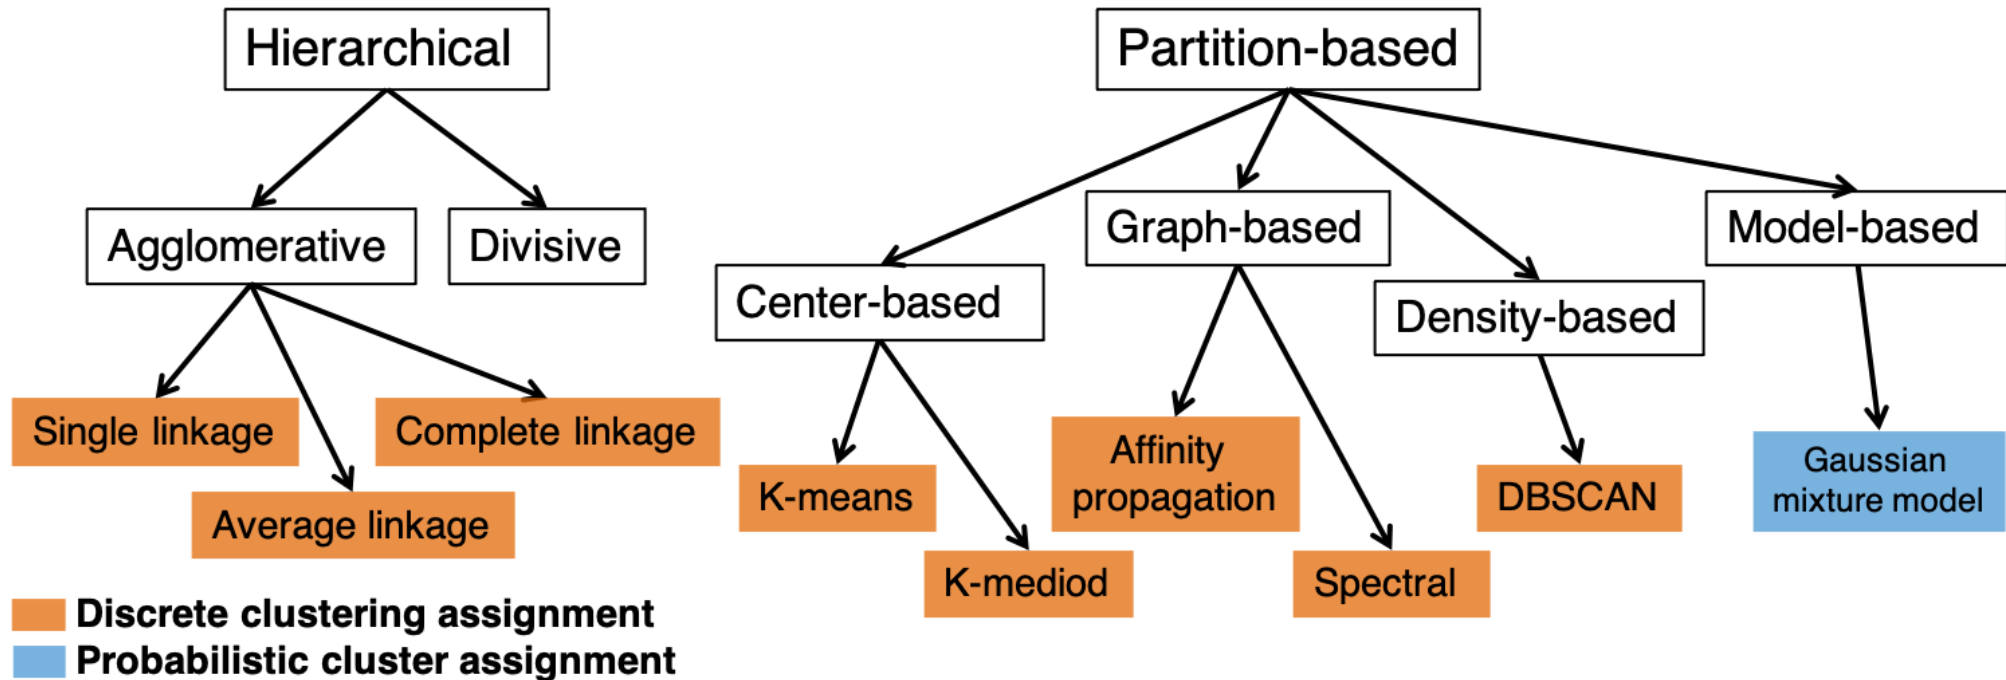 Hierarchical
Partition-based
Agglomerative
Divisive
Center-based
Graph-based
Density-based
Model-based
Single linkage
Average linkage
Complete linkage
K-means
K-mediod
Affinity
propagation
Spectral
DBSCAN
Gaussian
mixture model
Discrete clustering assignment
Probabilistic cluster assignment